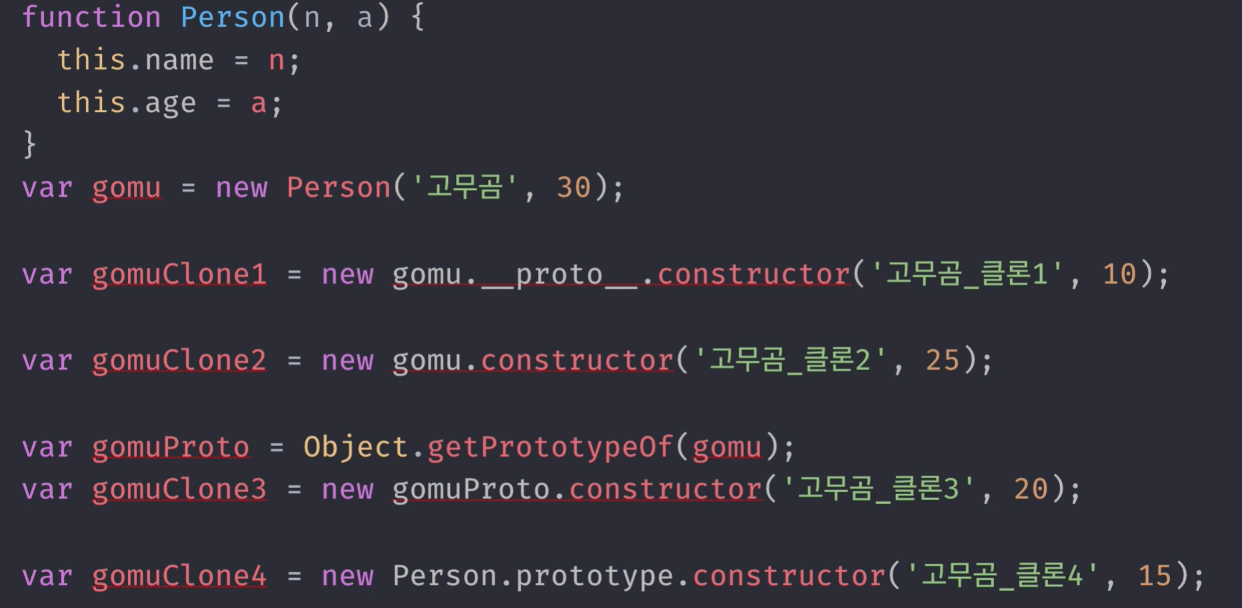 function Person(n, a) {
  this.name = n;
  this.age = a;
}
var gomu = new Person('고무곰', 30);
var gomuClone1 = new gomu.__proto__.constructor('고무곰_클론1', 10);
var gomuClone2 = new gomu.constructor('고무곰_클론2', 25);
var gomuProto = Object.getPrototypeOf(gomu);
var gomuClone3 = new gomuProto.constructor('고무곰_클론3', 20);
var gomuClone4 = new Person.prototype.constructor('고무곰_클론4', 15);